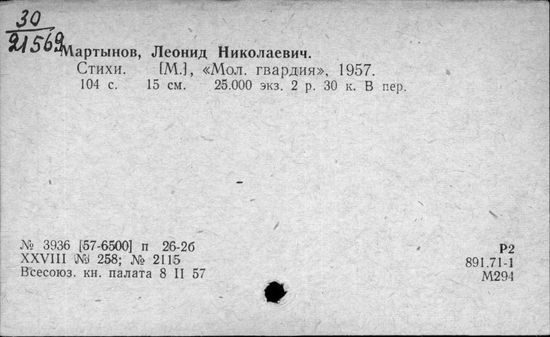 30
21569
Мартынов, Леонид Николаевич.
Стихи. [М.], «Мол. гвардия», 1957.
104 с. 15 см. 25.000 экз. 2 р. 30 к. В пер.
№ 3936 [57-6500] п 26-2б
XXVIII № 258; № 2115
Всесоюз. кн. палата 8 II 57
Р2
891.71-1
М294